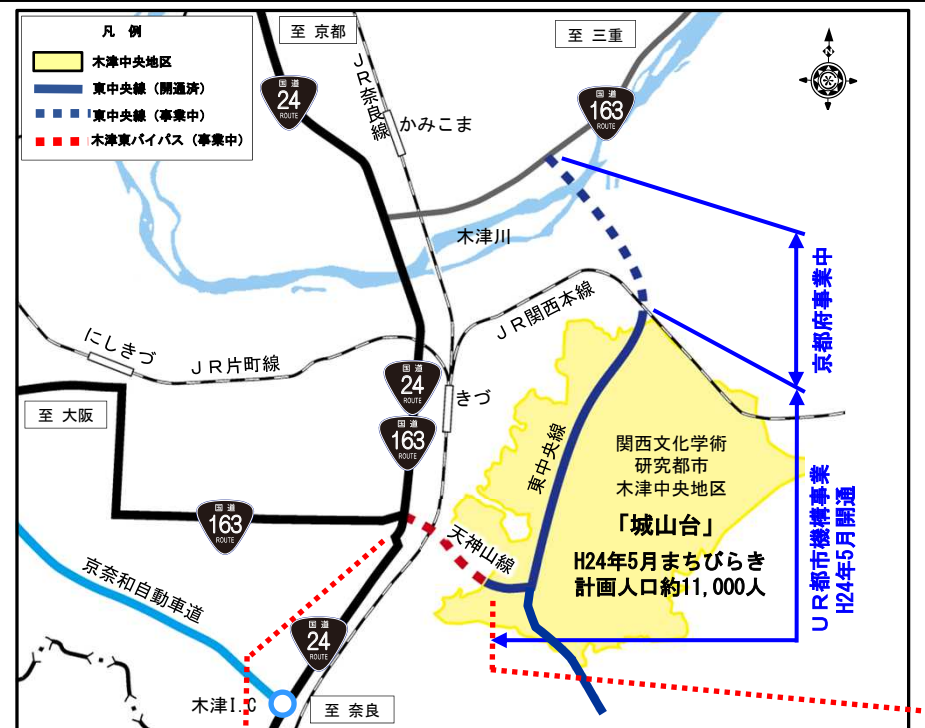 凡 例
木津中央地区
東中央線（開通済）
東中央線（事業中）
木津東バイパス（事業中）
至 京都
至 三重
N
国道
24
ROUTE
JR奈良線
かみこま
国道
163
ROUTE
木津川
京都府事業中
JR関西本線
にしきづ
JR片町線
国道
24
ROUTE
きづ
至 大阪
国道
163
ROUTE
東中央線
関西文化学術
研究都市
木津中央地区
「城山台」
H24年5月まちびらき
計画人口約11,000人
UR都市機構事業
H24年5月開通
国道
163
ROUTE
天神山線
京奈和自動車道
国道
24
ROUTE
木津I.C
至 奈良